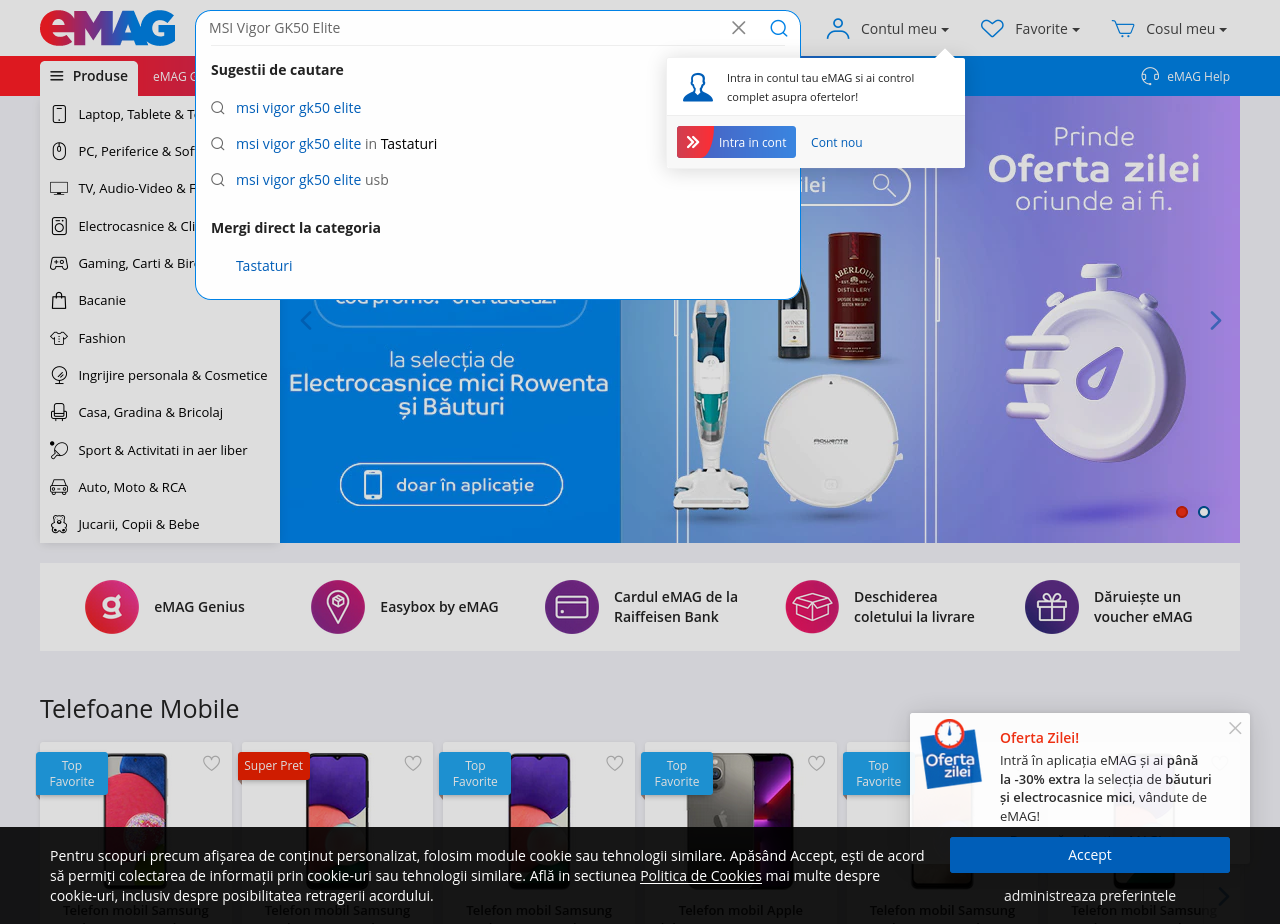 eMAG
MSI Vigor GK50 Elite
Contul meu
Favorite
Cosul meu
Produse
eMAG G
eMAG Help
Sugestii de cautare
msi vigor gk50 elite
msi vigor gk50 elite in Tastaturi
msi vigor gk50 elite usb
Mergi direct la categoria
Tastaturi
Intra in contul tau eMAG si ai control
complet asupra ofertelor!
Intra in cont
Cont nou
Laptop, Tablete & T
PC, Periferice & Sof
TV, Audio-Video & F
Electrocasnice & Cli
Gaming, Carti & Bir
Bacanie
Fashion
Ingrijire personala & Cosmetice
Casa, Gradina & Bricolaj
Sport & Activitati in aer liber
Auto, Moto & RCA
Jucarii, Copii & Bebe
la selecția de
Electrocasnice mici Rowenta
și Băuturi
doar în aplicație
ilei
ABERLOUR
DISTILLERY
12
ROWENTA
Prinde
Oferta zilei
oriunde ai fi.
eMAG Genius
Easybox by eMAG
Cardul eMAG de la
Raiffeisen Bank
Deschiderea
coletului la livrare
Dăruiește un
voucher eMAG
Telefoane Mobile
Top
Favorite
Super Pret
Top
Favorite
Top
Favorite
Top
Favorite
Oferta
zilei
Oferta Zilei!
Intră în aplicația eMAG și ai până
la -30% extra la selecția de băuturi
și electrocasnice mici, vândute de
eMAG!
Pentru scopuri precum afișarea de conținut personalizat, folosim module cookie sau tehnologii similare. Apăsând Accept, ești de acord
să permiți colectarea de informații prin cookie-uri sau tehnologii similare. Află in sectiunea Politica de Cookies mai multe despre
cookie-uri, inclusiv despre posibilitatea retragerii acordului.
Accept
administreaza preferintele
Telefon mobil Samsung
Telefon mobil Samsung
Telefon mobil Samsung
Telefon mobil Apple
Telefon mobil Samsung
Telefon mobil Samsung